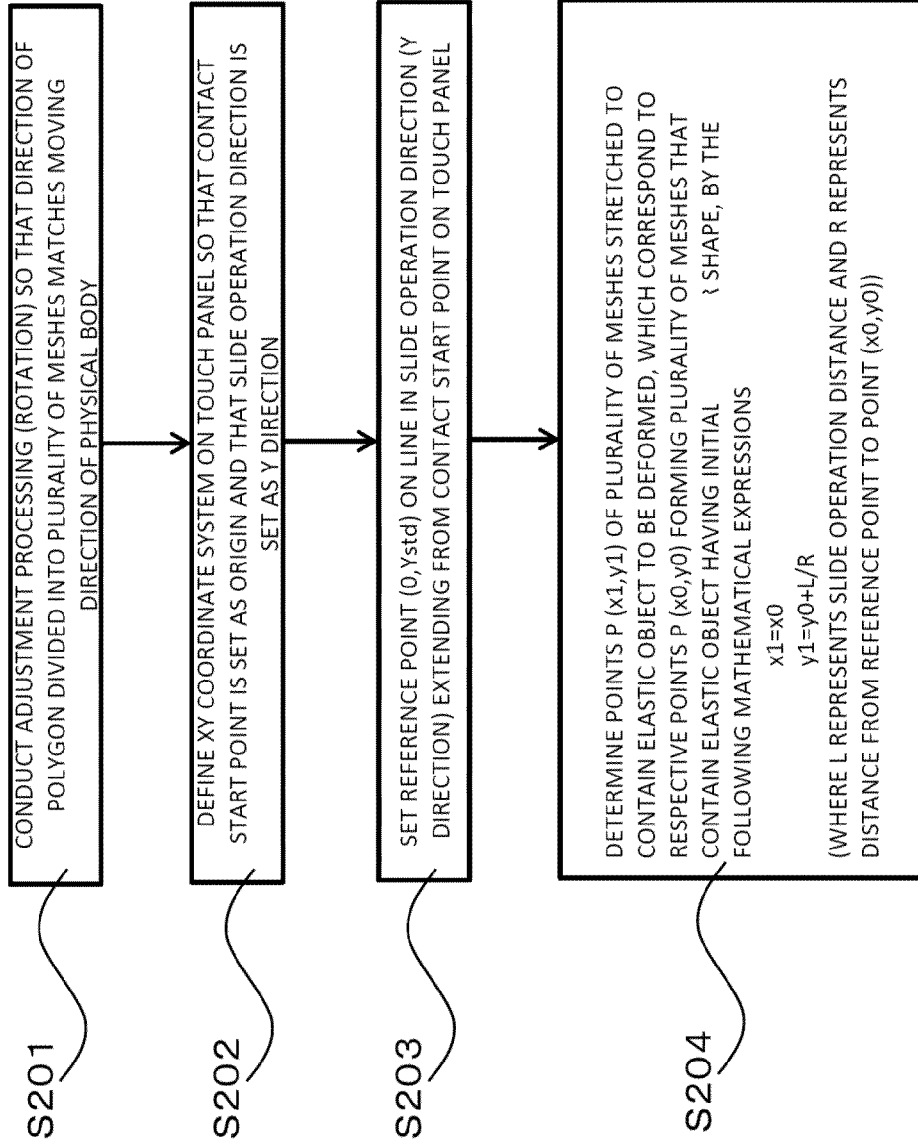 S201
CONDUCT ADJUSTMENT PROCESSING (ROTATION) SO THAT DIRECTION OF
POLYGON DIVIDED INTO PLURALITY OF MESHES MATCHES MOVING
DIRECTION OF PHYSICAL BODY
S202
DEFINE XY COORDINATE SYSTEM ON TOUCH PANEL SO THAT CONTACT
START POINT IS SET AS ORIGIN AND THAT SLIDE OPERATION DIRECTION IS
SET AS Y DIRECTION
S203
SET REFERENCE POINT (0,Ystd) ON LINE IN SLIDE OPERATION DIRECTION (Y
DIRECTION) EXTENDING FROM CONTACT START POINT ON TOUCH PANEL
S204
DETERMINE POINTS P (x1,y1) OF PLURALITY OF MESHES STRETCHED TO
CONTAIN ELASTIC OBJECT TO BE DEFORMED, WHICH CORRESPOND TO
RESPECTIVE POINTS P (x0,y0) FORMING PLURALITY OF MESHES THAT
CONTAIN ELASTIC OBJECT HAVING INITIAL SHAPE, BY THE
FOLLOWING MATHEMATICAL EXPRESSIONS
x1=x0
y1=y0+L/R
(WHERE L REPRESENTS SLIDE OPERATION DISTANCE AND R REPRESENTS
DISTANCE FROM REFERENCE POINT TO POINT (x0,y0))